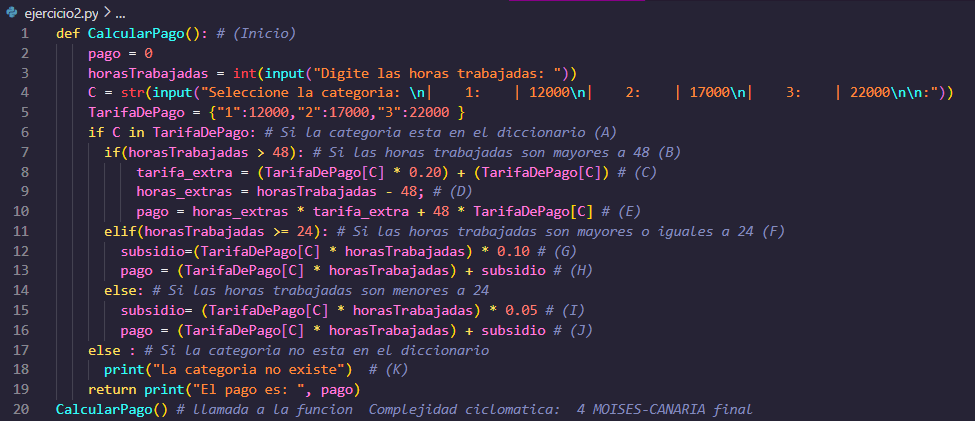 ejercicio2.py > ...
1 def CalcularPago(): # (Inicio)
2 pago = 0
3 horasTrabajadas = int(input("Digite las horas trabajadas: "))
4 C = str(input("Seleccione la categoria: \n|    1:    | 12000\n|    2:    | 17000\n|    3:    | 22000\n\n:"))
5 TarifaDePago = {"1":12000,"2":17000,"3":22000 }
6 if C in TarifaDePago: # Si la categoria esta en el diccionario (A)
7 if(horasTrabajadas > 48): # Si las horas trabajadas son mayores a 48 (B)
8 tarifa_extra = (TarifaDePago[C] * 0.20) + (TarifaDePago[C]) # (C)
9 horas_extras = horasTrabajadas - 48; # (D)
10 pago = horas_extras * tarifa_extra + 48 * TarifaDePago[C] # (E)
11 elif(horasTrabajadas >= 24): # Si las horas trabajadas son mayores o iguales a 24 (F)
12 subsidio=(TarifaDePago[C] * horasTrabajadas) * 0.10 # (G)
13 pago = (TarifaDePago[C] * horasTrabajadas) + subsidio # (H)
14 else: # Si las horas trabajadas son menores a 24
15 subsidio= (TarifaDePago[C] * horasTrabajadas) * 0.05 # (I)
16 pago = (TarifaDePago[C] * horasTrabajadas) + subsidio # (J)
17 else : # Si la categoria no esta en el diccionario
18 print("La categoria no existe")  # (K)
19 return print("El pago es: ", pago)
20 CalcularPago() # llamada a la funcion  Complejidad ciclomatica:  4 MOISES-CANARIA final